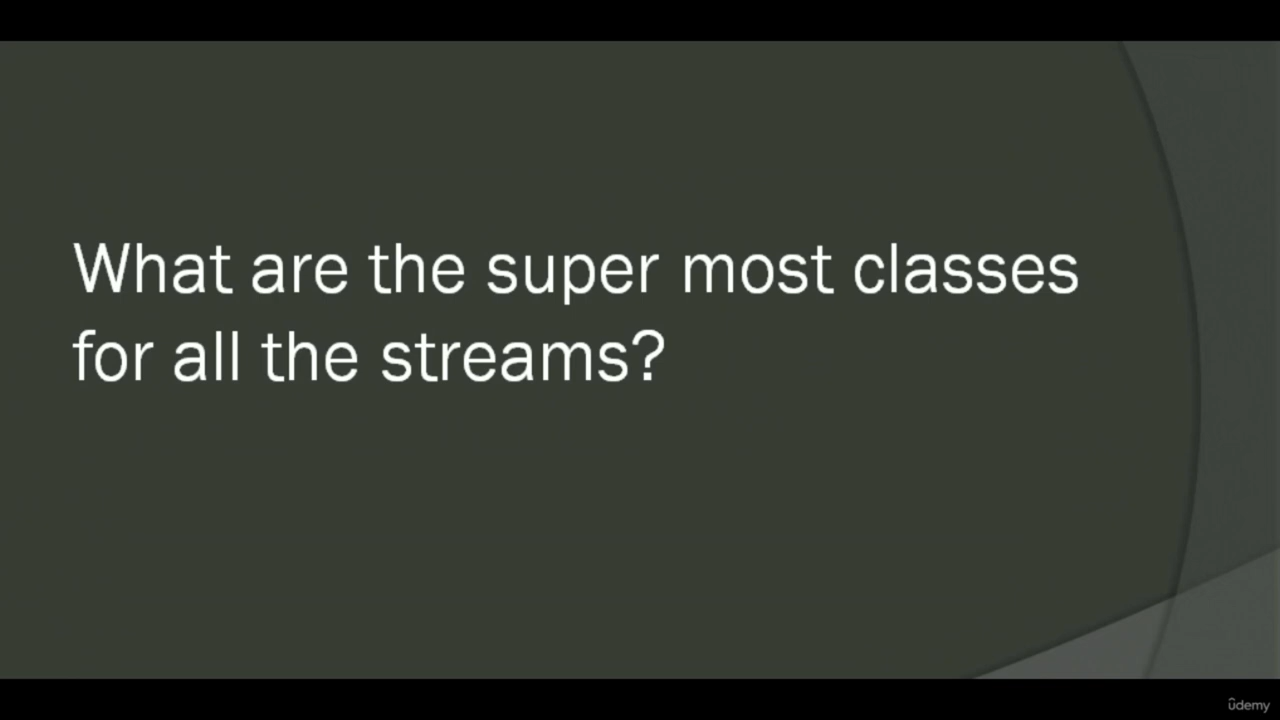 What are the super most classes
for all the streams?
ûdemy